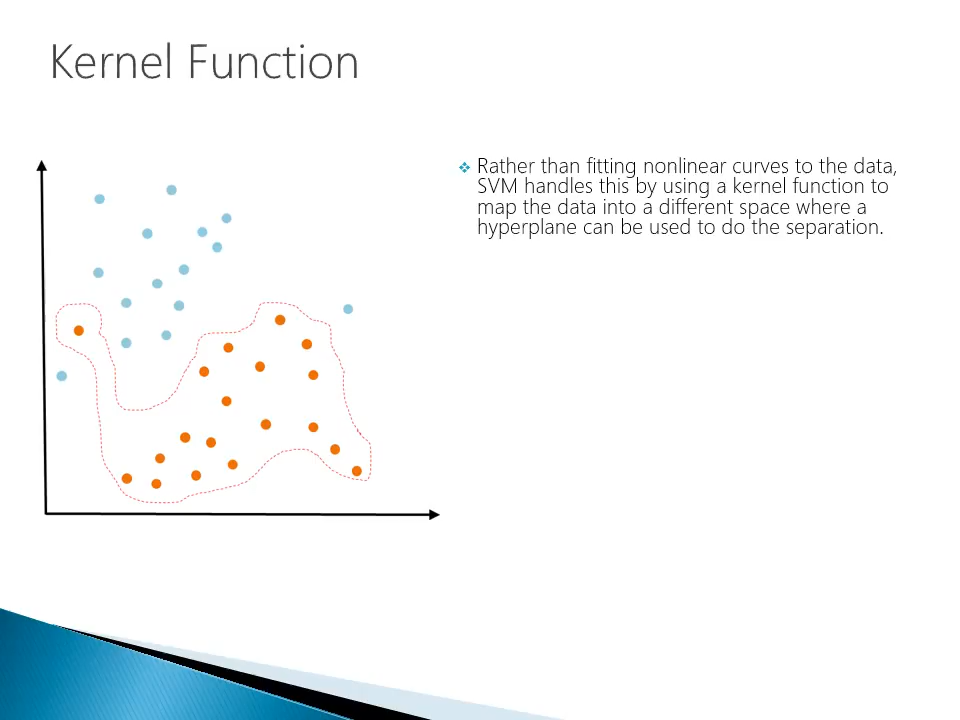 Kernel Function
❖ Rather than fitting nonlinear curves to the data,
SVM handles this by using a kernel function to
map the data into a different space where a
hyperplane can be used to do the separation.